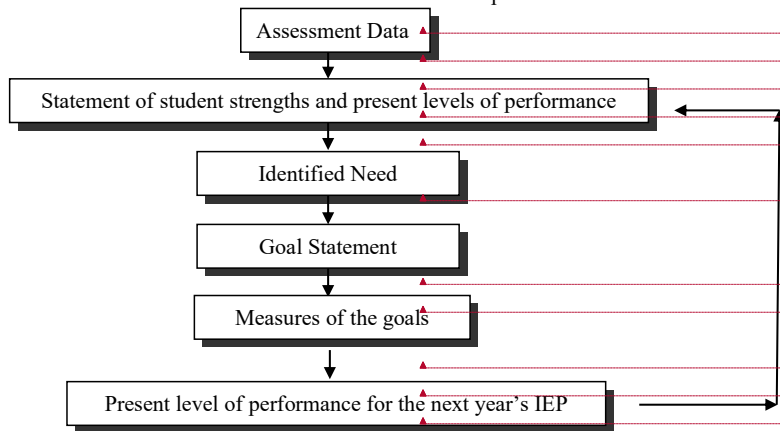 Assessment Data
Statement of student strengths and present levels of performance
Identified Need
Goal Statement
Measures of the goals
Present level of performance for the next year's IEP